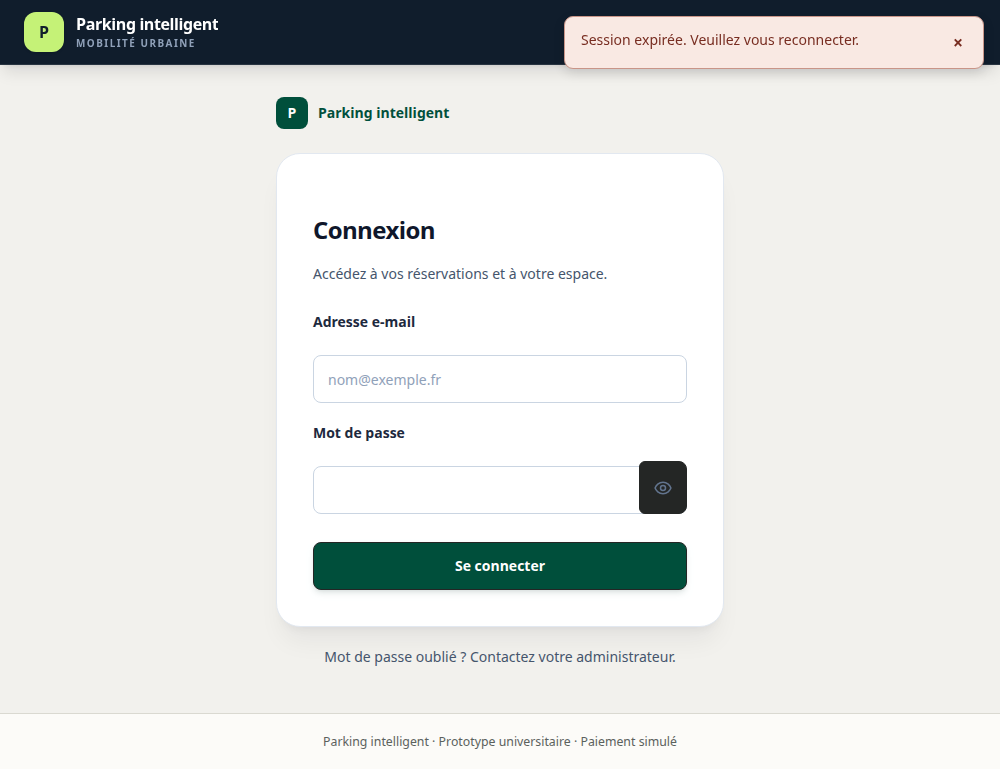 P
Parking intelligent
MOBILITÉ URBAINE
Session expirée. Veuillez vous reconnecter.
×
P
Parking intelligent
Connexion
Accédez à vos réservations et à votre espace.
Adresse e-mail
nom@exemple.fr
Mot de passe
Se connecter
Mot de passe oublié ? Contactez votre administrateur.
Parking intelligent · Prototype universitaire · Paiement simulé